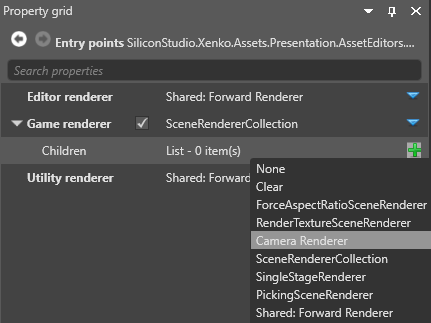 Property grid
Entry points SiliconStudio.Xenko.Assets.Presentation.AssetEditors....
Search properties
Editor renderer Shared: Forward Renderer
Game renderer SceneRendererCollection
Children List - 0 item(s)
Utility renderer Shared: Forward
None
Clear
ForceAspectRatioSceneRenderer
RenderTextureSceneRenderer
Camera Renderer
SceneRendererCollection
SingleStageRenderer
PickingSceneRenderer
Shared: Forward Renderer